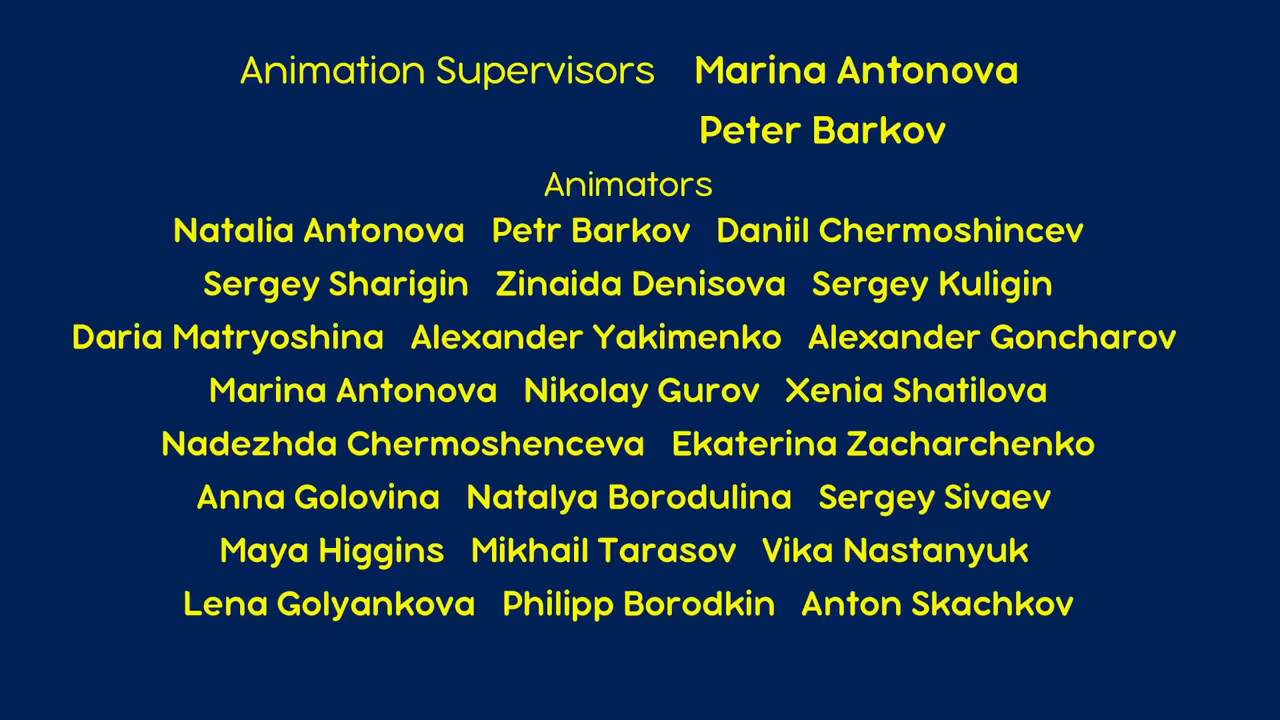 Animation Supervisors Marina Antonova
Peter Barkov
Animators
Natalia Antonova Petr Barkov Daniil Chermoshincev
Sergey Sharigin Zinaida Denisova Sergey Kuligin
Daria Matryoshina Alexander Yakimenko Alexander Goncharov
Marina Antonova Nikolay Gurov Xenia Shatilova
Nadezhda Chermoshenceva Ekaterina Zacharchenko
Anna Golovina Natalya Borodulina Sergey Sivaev
Maya Higgins Mikhail Tarasov Vika Nastanyuk
Lena Golyankova Philipp Borodkin Anton Skachkov